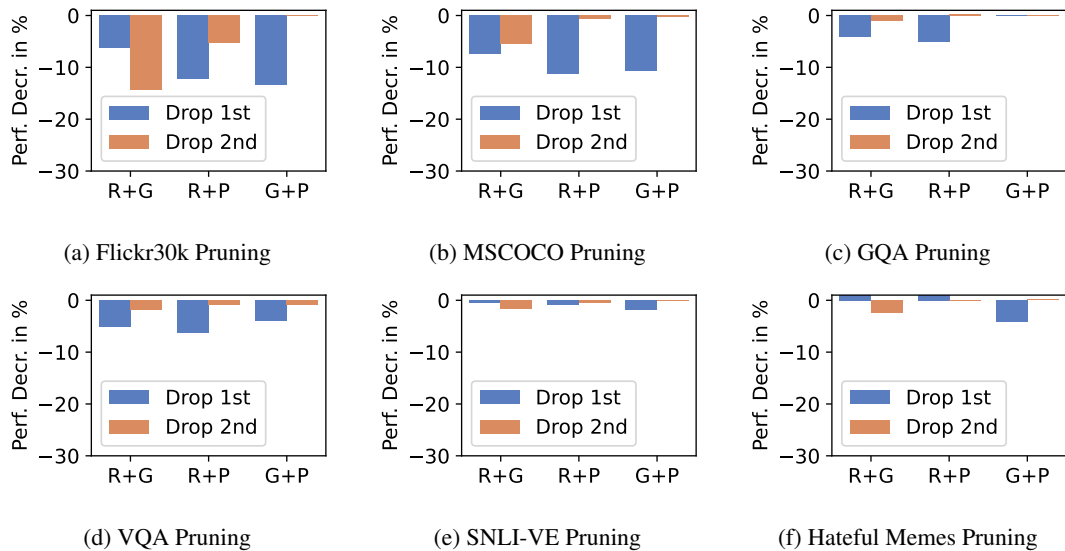 Perf. Decr. in %
0
−10
−20
−30
Drop 1st
Drop 2nd
R+G R+P G+P
(a) Flickr30k Pruning
Perf. Decr. in %
0
−10
−20
−30
Drop 1st
Drop 2nd
R+G R+P G+P
(b) MSCOCO Pruning
Perf. Decr. in %
0
−10
−20
−30
Drop 1st
Drop 2nd
R+G R+P G+P
(c) GQA Pruning
Perf. Decr. in %
0
−10
−20
−30
Drop 1st
Drop 2nd
R+G R+P G+P
(d) VQA Pruning
Perf. Decr. in %
0
−10
−20
−30
Drop 1st
Drop 2nd
R+G R+P G+P
(e) SNLI-VE Pruning
Perf. Decr. in %
0
−10
−20
−30
Drop 1st
Drop 2nd
R+G R+P G+P
(f) Hateful Memes Pruning